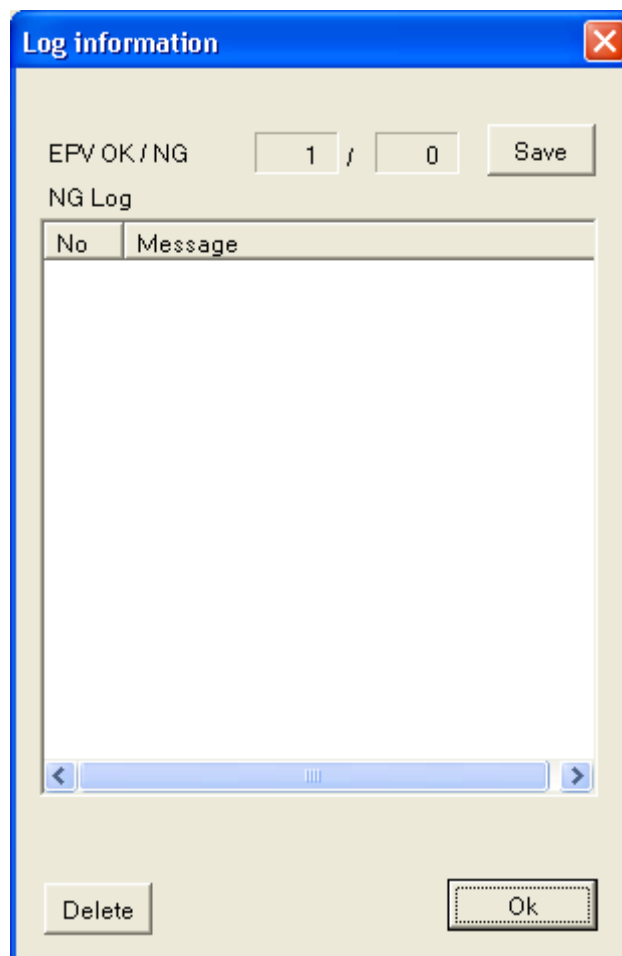 Log information
EPV OK / NG 1 / 0 Save
NG Log
No Message
Delete Ok